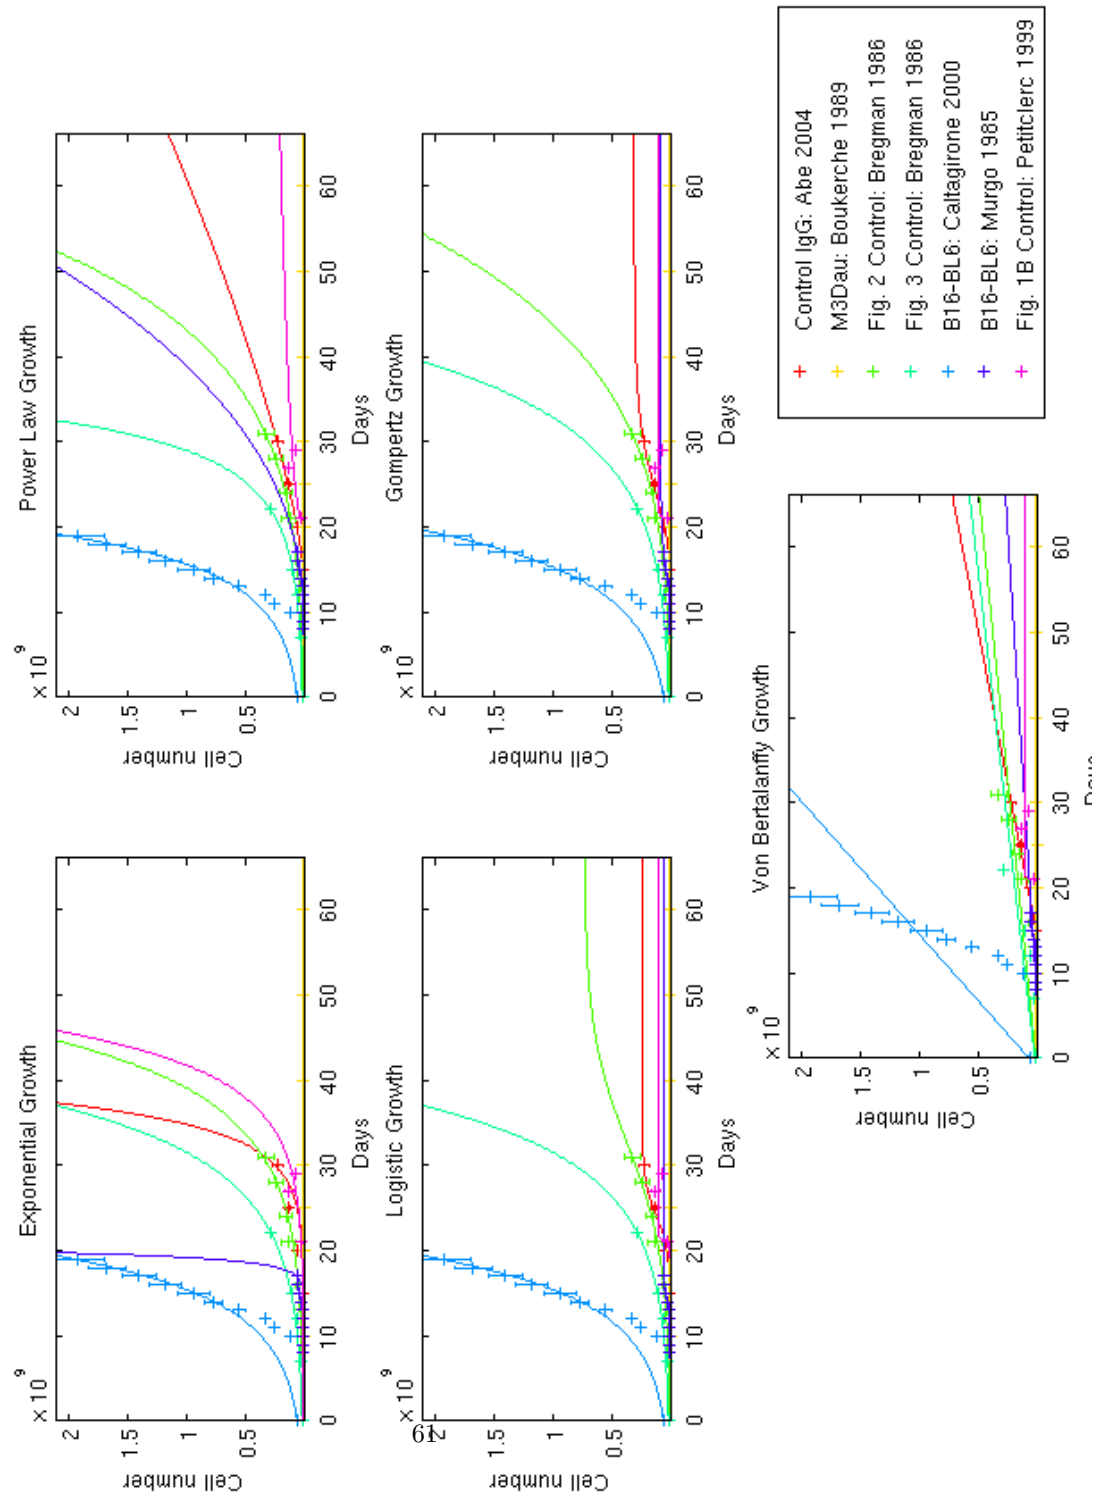 Exponential Growth
× 10 9
2
1.5
1
0.5
Cell number
0
10
20
30
40
50
60
Days
Power Law Growth
× 10 9
2
1.5
1
0.5
Cell number
0
10
20
30
40
50
60
Days
Logistic Growth
× 10 9
2
1.5
1
0.5
Cell number
0
10
20
30
40
50
60
Days
Gompertz Growth
× 10 9
2
1.5
1
0.5
Cell number
0
10
20
30
40
50
60
Days
Von Bertalanffy Growth
× 10 9
2
1.5
1
0.5
Cell number
0
10
20
30
40
50
60
Days
Control IgG: Abe 2004
M3Dau: Boukerche 1989
Fig. 2 Control: Bregman 1986
Fig. 3 Control: Bregman 1986
B16-BL6: Caltagirone 2000
B16-BL6: Murgo 1985
Fig. 1B Control: Petitclerc 1999
61